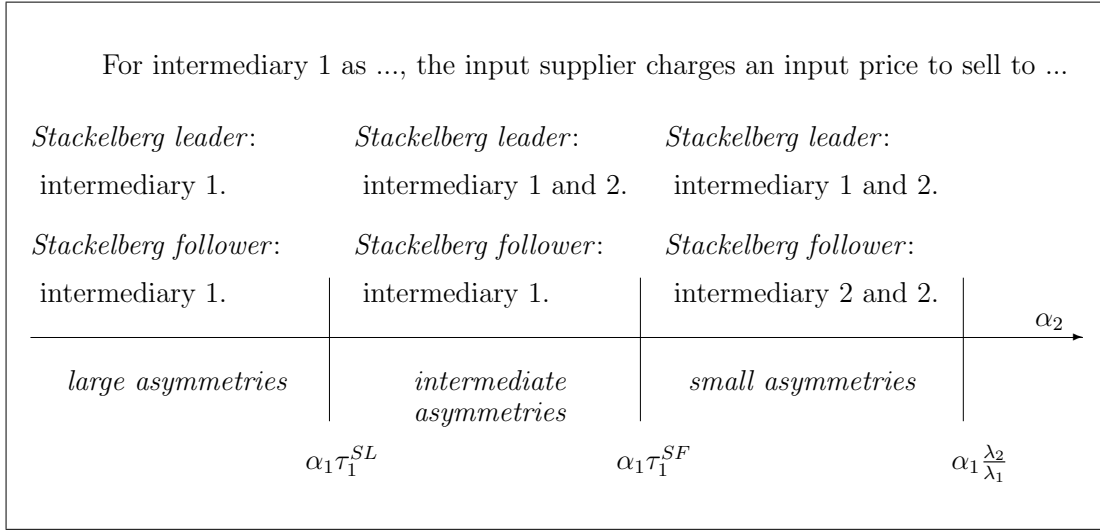 For intermediary 1 as ..., the input supplier charges an input price to sell to ...
Stackelberg leader: Stackelberg leader: Stackelberg leader:
intermediary 1. intermediary 1 and 2. intermediary 1 and 2.
Stackelberg follower: Stackelberg follower: Stackelberg follower:
intermediary 1. intermediary 1. intermediary 2 and 2.
α₂
large asymmetries intermediate small asymmetries
asymmetries
α₁τ₁^{SL} α₁τ₁^{SF} α₁ λ₂/λ₁